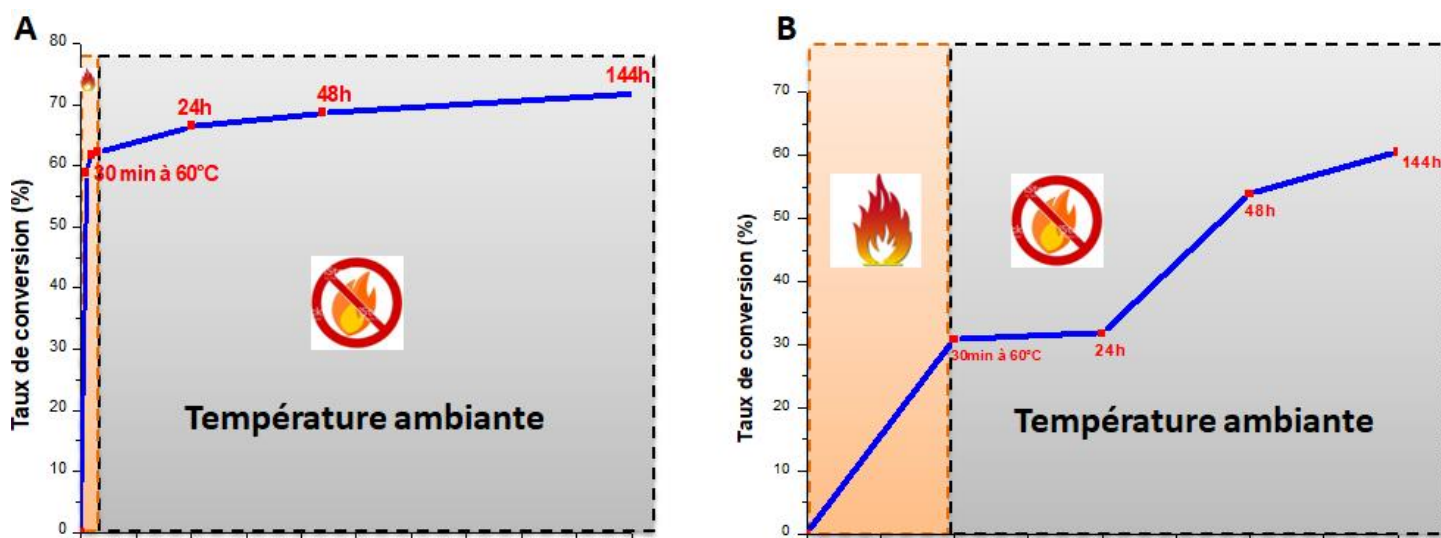 A
Taux de conversion (%)
80
70
60
50
40
30
20
10
0
30 min à 60°C
24h
48h
144h
Température ambiante
B
Taux de conversion (%)
70
60
50
40
30
20
10
0
30min à 60°C
24h
48h
144h
Température ambiante